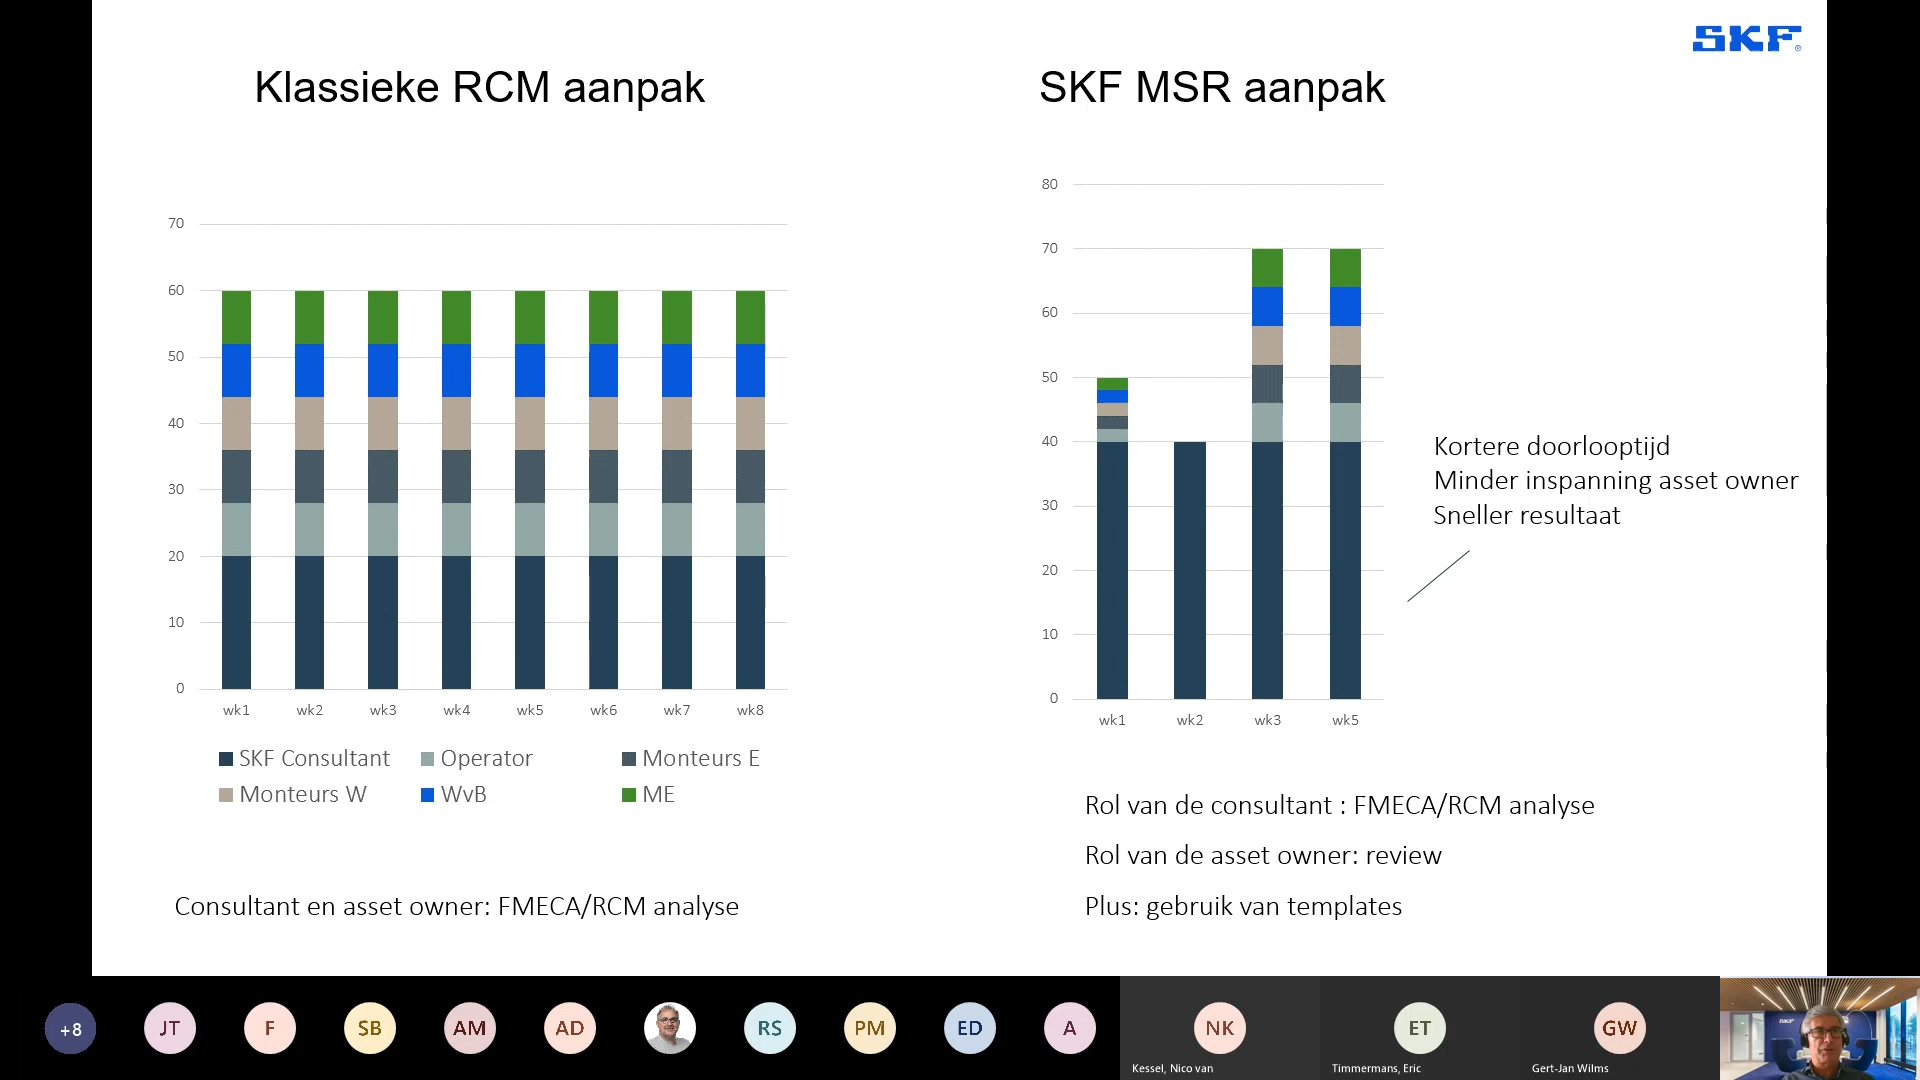 SKF
Klassieke RCM aanpak
SKF MSR aanpak
70
60
50
40
30
20
10
0
wk1 wk2 wk3 wk4 wk5 wk6 wk7 wk8
SKF Consultant Operator Monteurs E
Monteurs W WvB ME
Consultant en asset owner: FMECA/RCM analyse
80
70
60
50
40
30
20
10
0
wk1 wk2 wk3 wk5
Kortere doorlooptijd
Minder inspanning asset owner
Sneller resultaat
Rol van de consultant : FMECA/RCM analyse
Rol van de asset owner: review
Plus: gebruik van templates
+8 JT F SB AM AD RS PM ED A NK ET GW
Kessel, Nico van
Timmermans, Eric
Gert-Jan Wilms
SKF